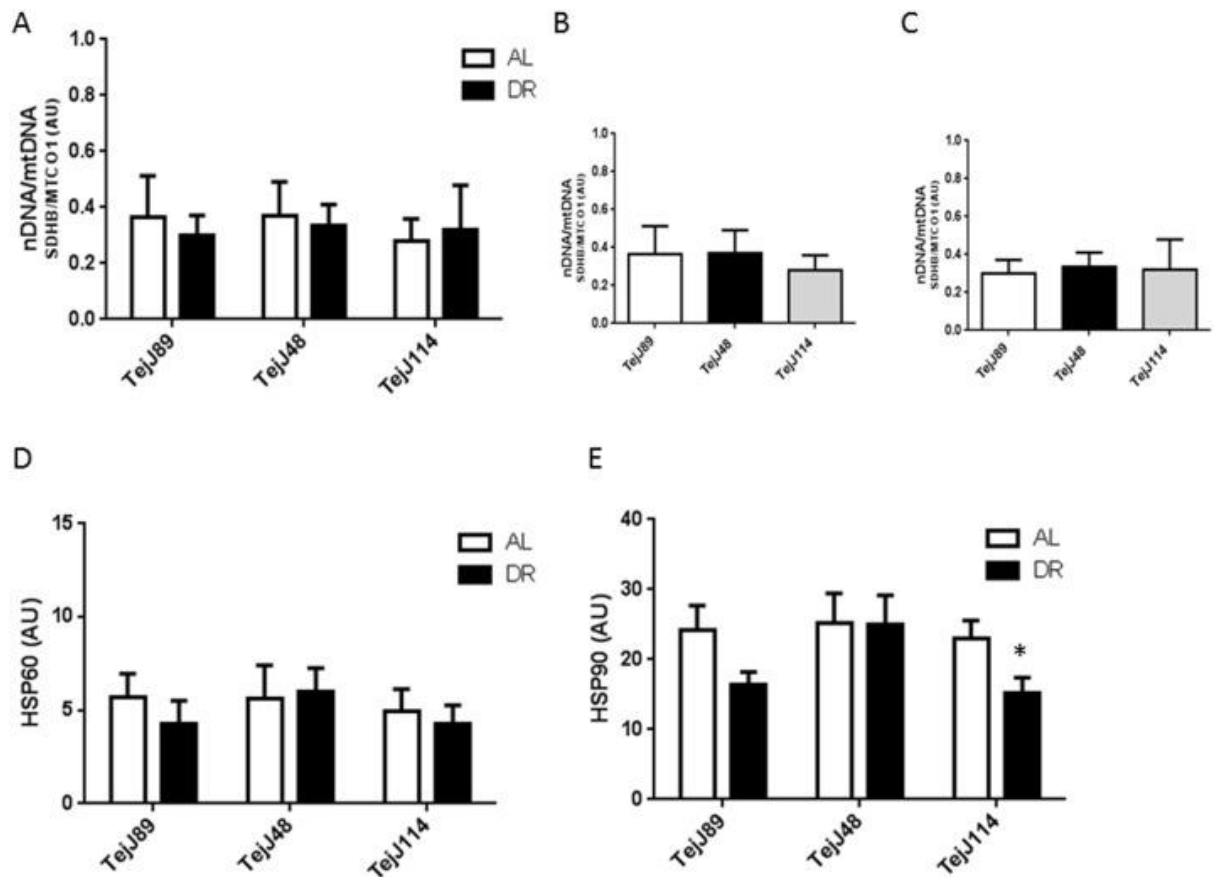 A
nDNA/mtDNA
SDHB/MTCO1 (AU)
1.0
0.8
0.6
0.4
0.2
0.0
AL
DR
TejJ89
TejJ48
TejJ114
B
nDNA/mtDNA
SDHB/MTCO1 (AU)
1.0
0.8
0.6
0.4
0.2
0.0
TejJ89
TejJ48
TejJ114
C
nDNA/mtDNA
SDHB/MTCO1 (AU)
1.0
0.8
0.6
0.4
0.2
0.0
TejJ89
TejJ48
TejJ114
D
HSP60 (AU)
15
10
5
0
AL
DR
TejJ89
TejJ48
TejJ114
E
HSP90 (AU)
40
30
20
10
0
AL
DR
*
TejJ89
TejJ48
TejJ114